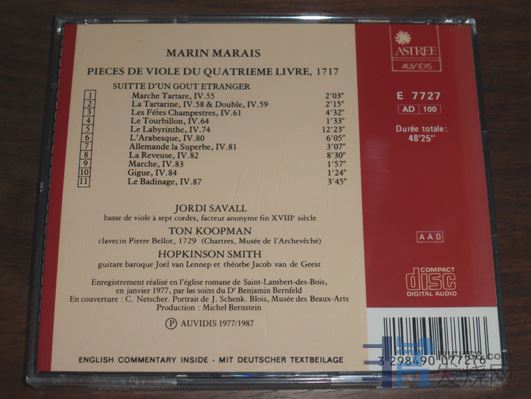 MARIN MARAIS
PIECES DE VIOLE DU QUATRIEME LIVRE, 1717
SUITTE D'UN GOUT ETRANGER
1 Marche Tartare, IV.55 2'03"
2 La Tartarine, IV.58 & Double, IV.59 2'15"
3 Les Fêtes Champestres, IV.61 4'32"
4 Le Tourbillon, IV.64 1'33"
5 Le Labyrinthe, IV.74 12'23"
6 L'Arabesque, IV.80 6'05"
7 Allemande la Superbe, IV.81 3'07"
8 La Reveuse, IV.82 8'30"
9 Marche, IV.83 1'57"
10 Gigue, IV.84 1'24"
11 Le Badinage, IV.87 3'45"
JORDI SAVALL
basse de viole à sept cordes, facteur anonyme fin XVIIIe siècle
TON KOOPMAN
clavecin Pierre Bellot, 1729 (Chartres, Musée de l'Archevêché)
HOPKINSON SMITH
guitare baroque Joel van Lennep et théorbe Jacob van de Geest
Enregistrement réalisé en l'église romane de Saint-Lambert-des-Bois,
en janvier 1977, par les soins du Dr Benjamin Bernfeld
En couverture : C. Netscher. Portrait de J. Schenk. Blois, Musée des Beaux-Arts
Production : Michel Bernstein
Ⓟ AUVIDIS 1977/1987
ENGLISH COMMENTARY INSIDE - MIT DEUTSCHER TEXTBEILAGE
ASTRÉE
AUVIDIS
E 7727
AD 100
Durée totale:
48'25"
AAD
COMPACT
disc
DIGITAL AUDIO
3 298490 077276
发烧网